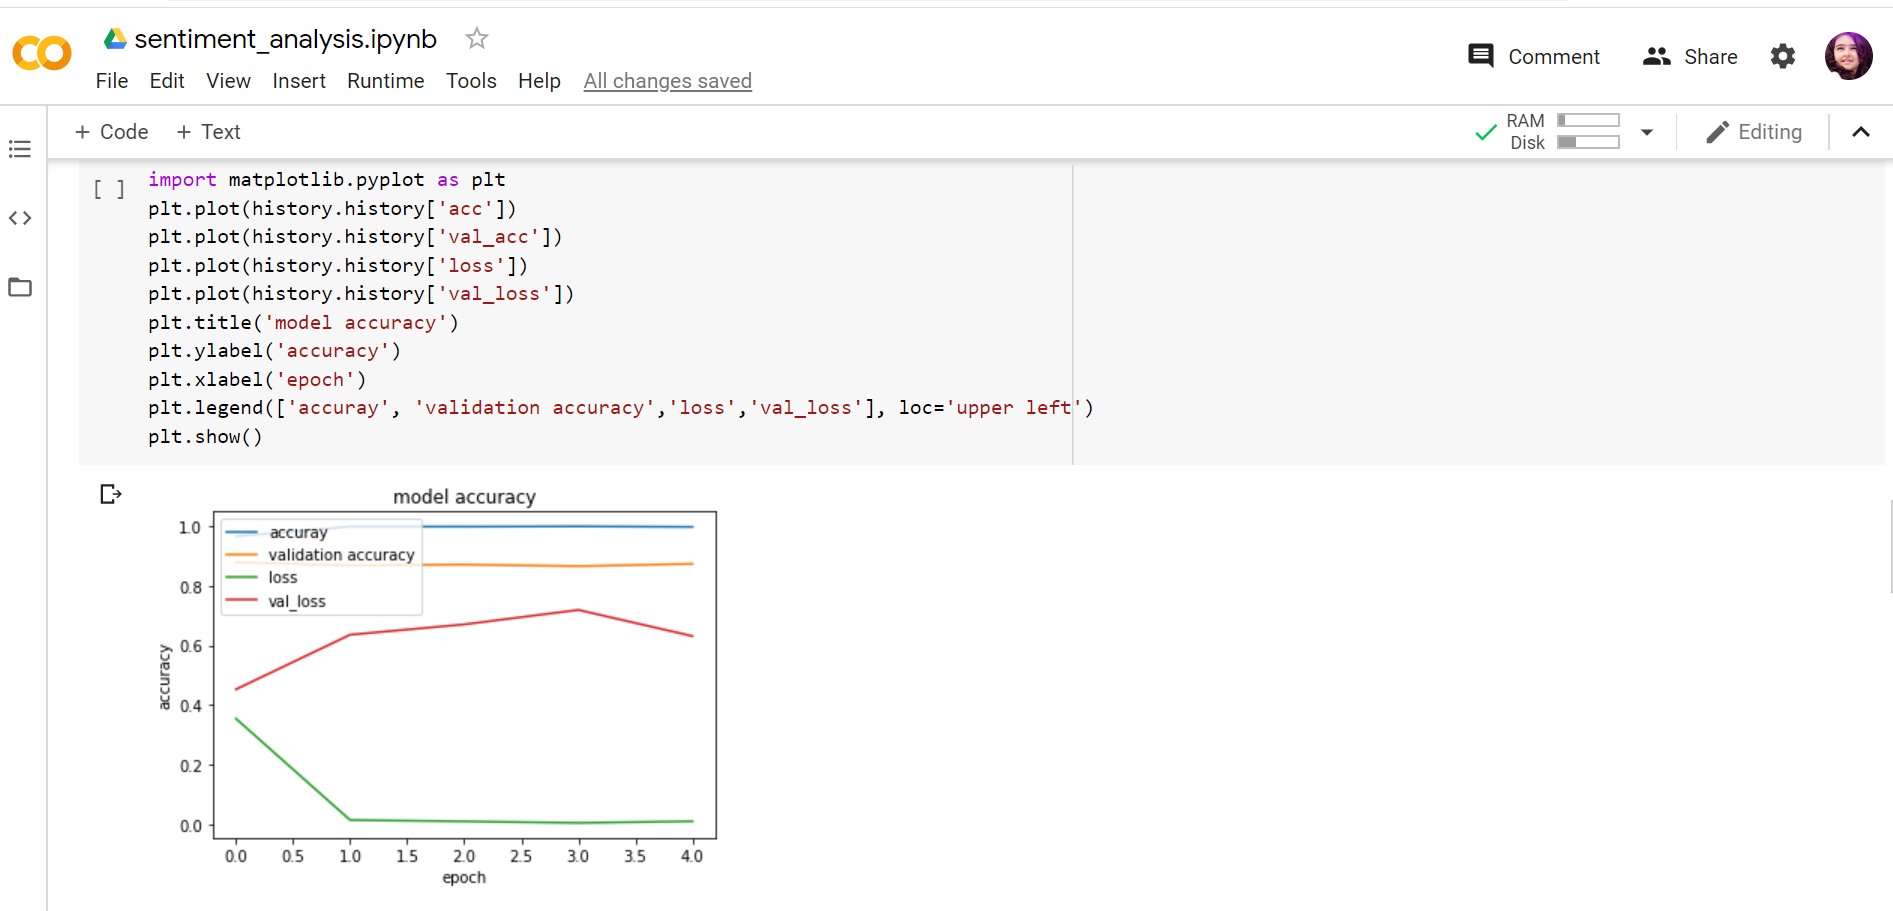 sentiment_analysis.ipynb
File Edit View Insert Runtime Tools Help All changes saved
Comment Share
+ Code + Text
RAM
Disk
Editing
[ ]
import matplotlib.pyplot as plt
plt.plot(history.history['acc'])
plt.plot(history.history['val_acc'])
plt.plot(history.history['loss'])
plt.plot(history.history['val_loss'])
plt.title('model accuracy')
plt.ylabel('accuracy')
plt.xlabel('epoch')
plt.legend(['accuray', 'validation accuracy','loss','val_loss'], loc='upper left')
plt.show()
model accuracy
accuray
validation accuracy
loss
val_loss
1.0
0.8
0.6
0.4
0.2
0.0
accuracy
0.0 0.5 1.0 1.5 2.0 2.5 3.0 3.5 4.0
epoch